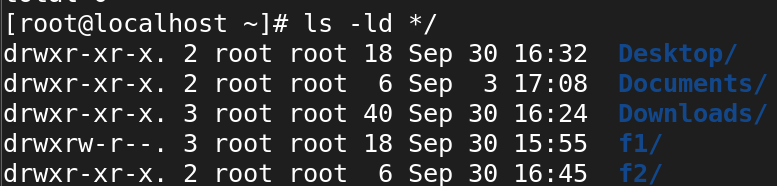 [root@localhost ~]# ls -ld */
drwxr-xr-x. 2 root root 18 Sep 30 16:32  Desktop/
drwxr-xr-x. 2 root root  6 Sep  3 17:08  Documents/
drwxr-xr-x. 3 root root 40 Sep 30 16:24  Downloads/
drwxrw-r--. 3 root root 18 Sep 30 15:55  f1/
drwxr-xr-x. 2 root root  6 Sep 30 16:45  f2/